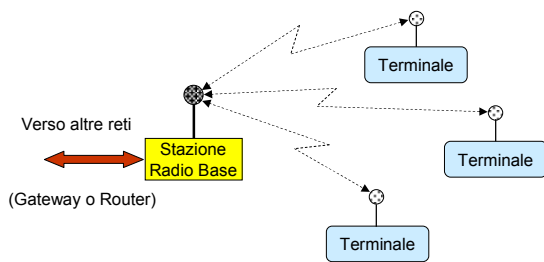 Terminale
Verso altre reti
Stazione
Radio Base
Terminale
(Gateway o Router)
Terminale